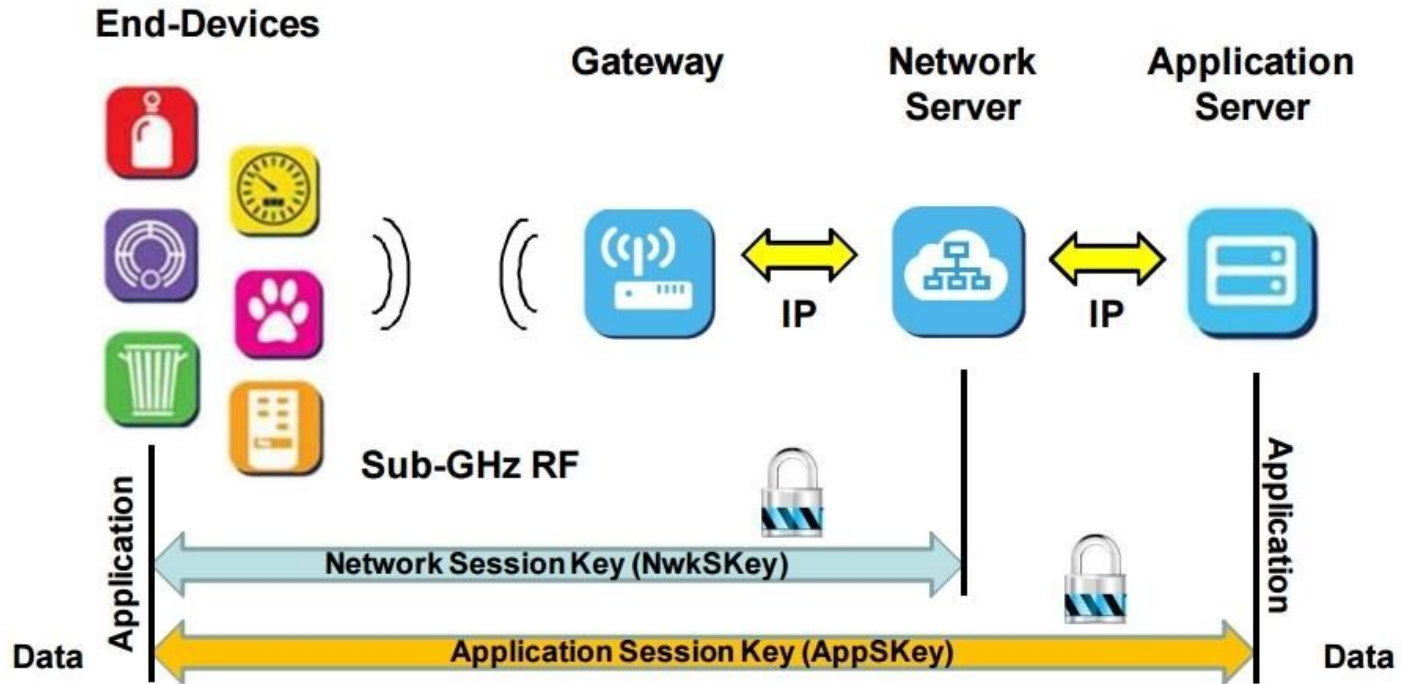 End-Devices
Gateway
Network
Server
Application
Server
IP
IP
Sub-GHz RF
Application
Application
Network Session Key (NwkSKey)
Application Session Key (AppSKey)
Data
Data